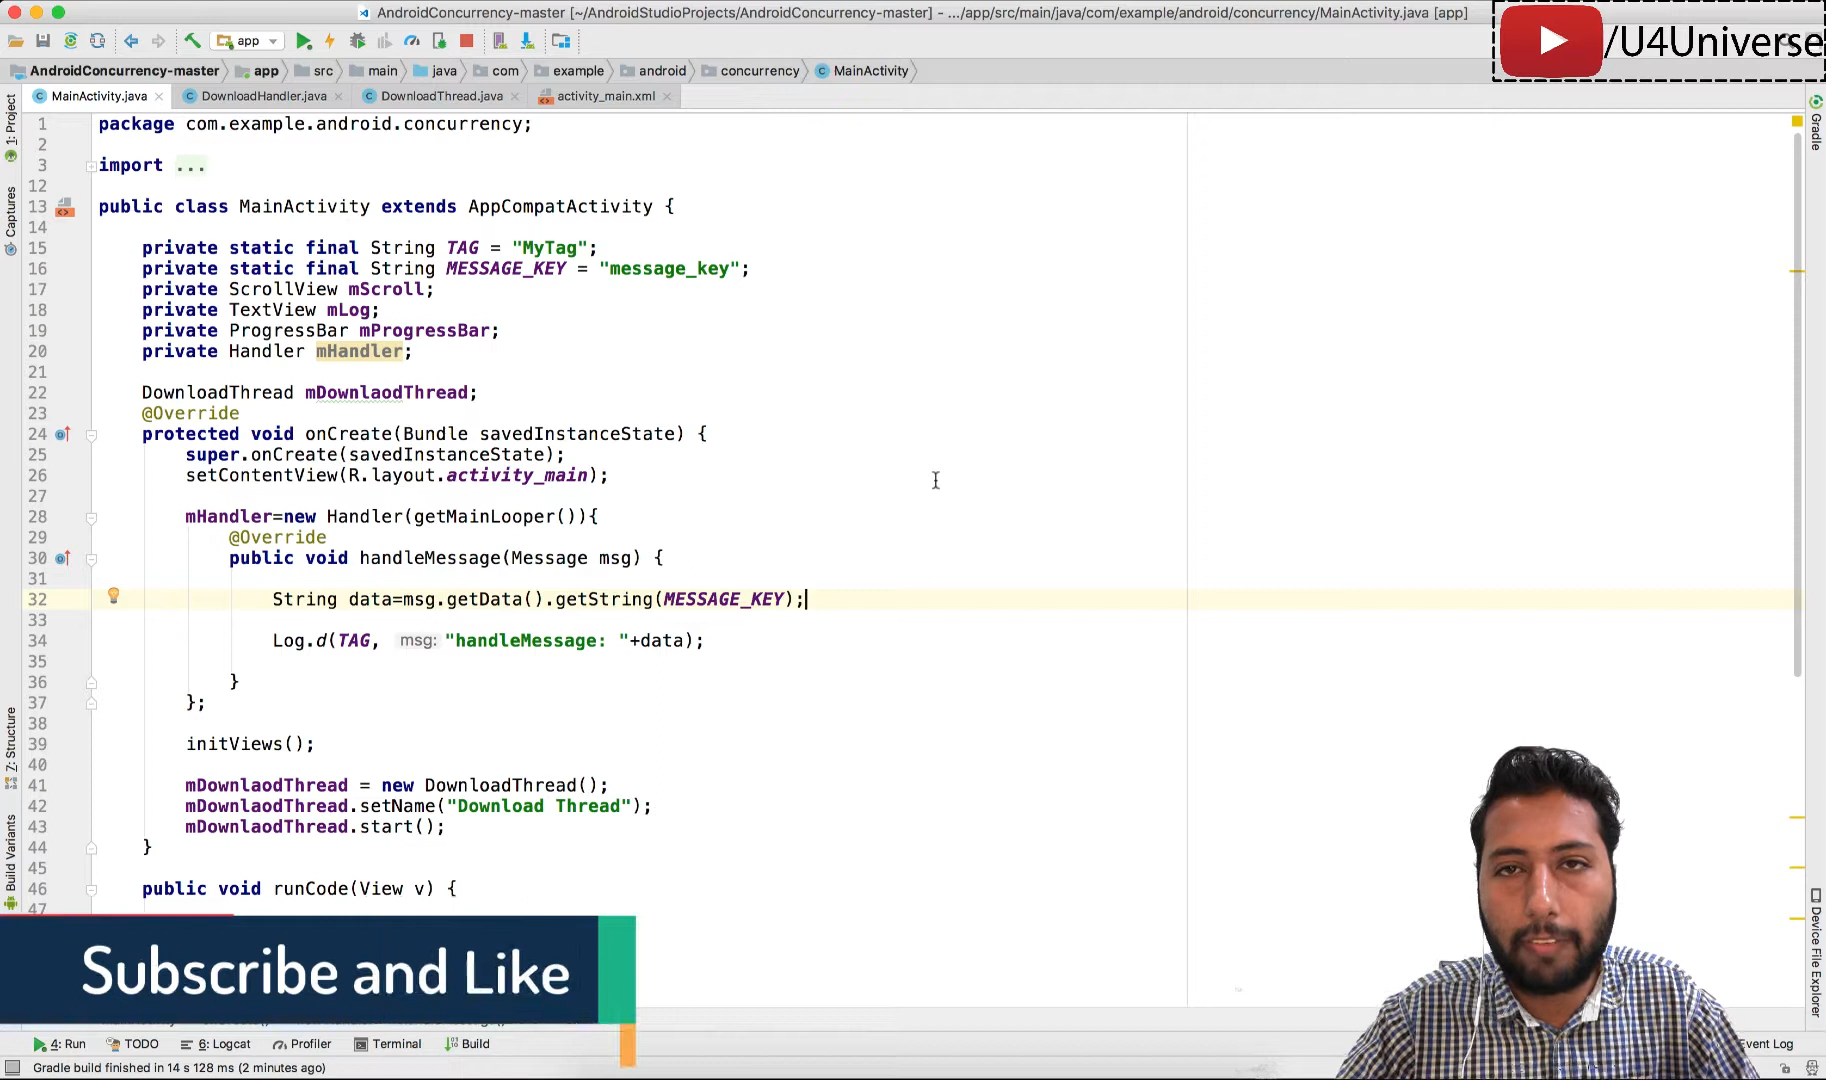 AndroidConcurrency-master [~/AndroidStudioProjects/AndroidConcurrency-master] - .../app/src/main/java/com/example/android/concurrency/MainActivity.java [app]
/U4Universe
app
AndroidConcurrency-master app src main java com example android concurrency MainActivity
MainActivity.java DownloadHandler.java DownloadThread.java activity_main.xml
1: Project
Captures
Z: Structure
Build Variants
Gradle
Device File Explorer
1 package com.example.android.concurrency;
2
3 import ...
12
13 public class MainActivity extends AppCompatActivity {
14
15 private static final String TAG = "MyTag";
16 private static final String MESSAGE_KEY = "message_key";
17 private ScrollView mScroll;
18 private TextView mLog;
19 private ProgressBar mProgressBar;
20 private Handler mHandler;
21
22 DownloadThread mDownlaodThread;
23 @Override
24 protected void onCreate(Bundle savedInstanceState) {
25 super.onCreate(savedInstanceState);
26 setContentView(R.layout.activity_main);
27
28 mHandler=new Handler(getMainLooper()){
29 @Override
30 public void handleMessage(Message msg) {
31
32 String data=msg.getData().getString(MESSAGE_KEY);
33
34 Log.d(TAG, msg: "handleMessage: "+data);
35
36 }
37 };
38
39 initViews();
40
41 mDownlaodThread = new DownloadThread();
42 mDownlaodThread.setName("Download Thread");
43 mDownlaodThread.start();
44 }
45
46 public void runCode(View v) {
47
Subscribe and Like
4: Run TODO 6: Logcat Profiler Terminal Build Event Log
Gradle build finished in 14 s 128 ms (2 minutes ago)